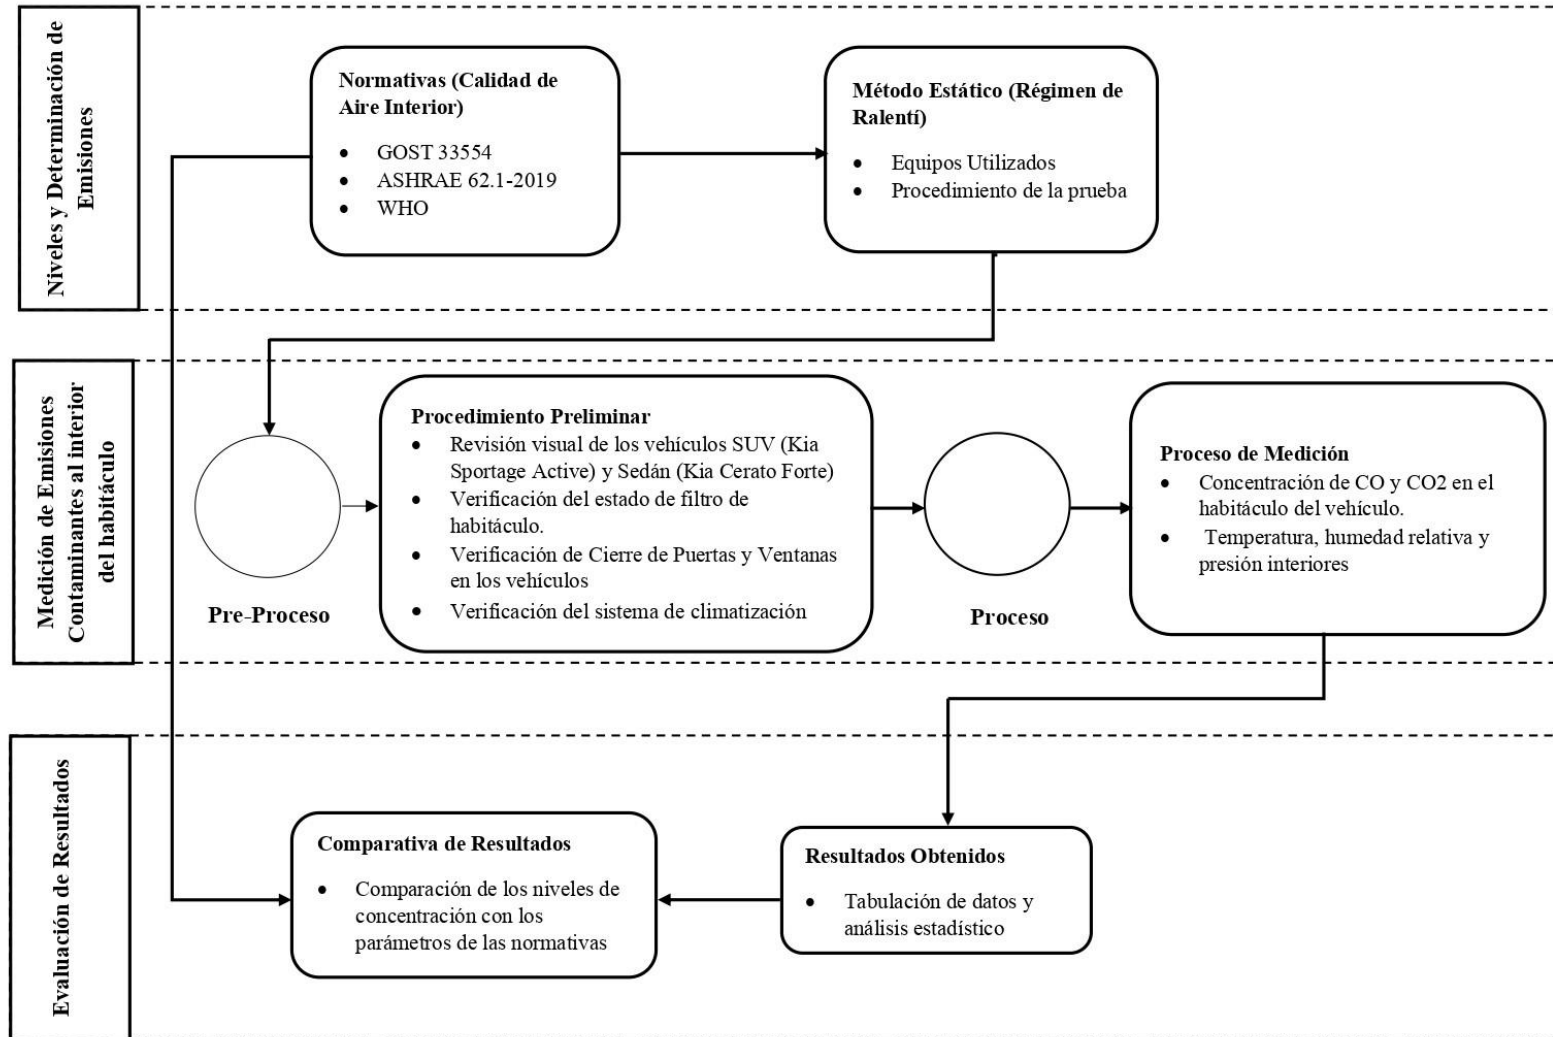 Niveles y Determinación de
Emisiones
Normativas (Calidad de
Aire Interior)
• GOST 33554
• ASHRAE 62.1-2019
• WHO
Método Estático (Régimen de
Ralentí)
• Equipos Utilizados
• Procedimiento de la prueba
Medición de Emisiones
Contaminantes al interior
del habitáculo
Pre-Proceso
Procedimiento Preliminar
• Revisión visual de los vehículos SUV (Kia
Sportage Active) y Sedán (Kia Cerato Forte)
• Verificación del estado de filtro de
habitáculo.
• Verificación de Cierre de Puertas y Ventanas
en los vehículos
• Verificación del sistema de climatización
Proceso
Proceso de Medición
• Concentración de CO y CO2 en el
habitáculo del vehículo.
• Temperatura, humedad relativa y
presión interiores
Evaluación de Resultados
Comparativa de Resultados
• Comparación de los niveles de
concentración con los
parámetros de las normativas
Resultados Obtenidos
• Tabulación de datos y
análisis estadístico